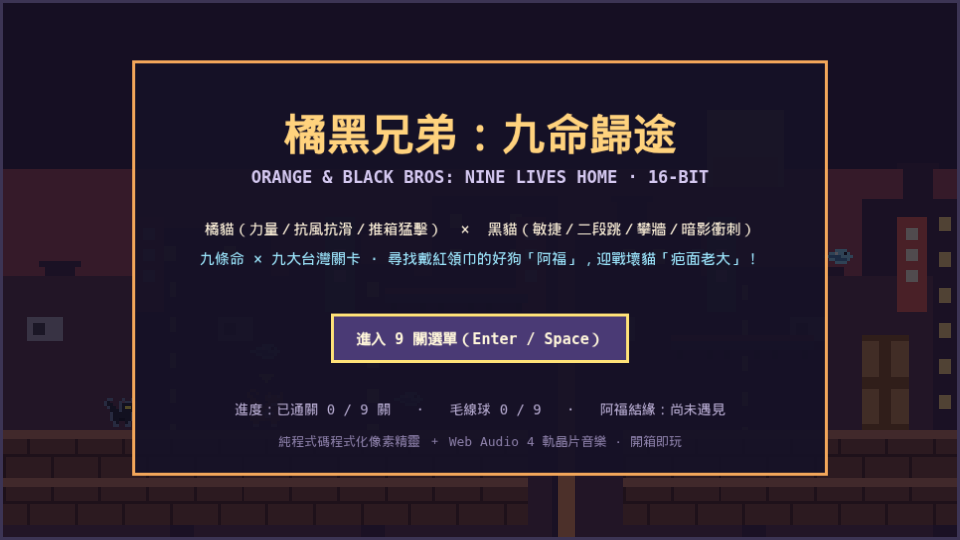 橘黑兄弟：九命歸途
ORANGE & BLACK BROS: NINE LIVES HOME · 16-BIT
橘貓（力量／抗風抗滑／推箱猛擊） × 黑貓（敏捷／二段跳／攀牆／暗影衝刺）
九條命 × 九大台灣關卡 · 尋找戴紅領巾的好狗「阿福」，迎戰壞貓「疤面老大」！
進入 9 關選單（Enter / Space）
進度：已通關 0 / 9 關 · 毛線球 0 / 9 · 阿福結緣：尚未遇見
純程式碼程式化像素精靈 + Web Audio 4 軌晶片音樂 · 開箱即玩